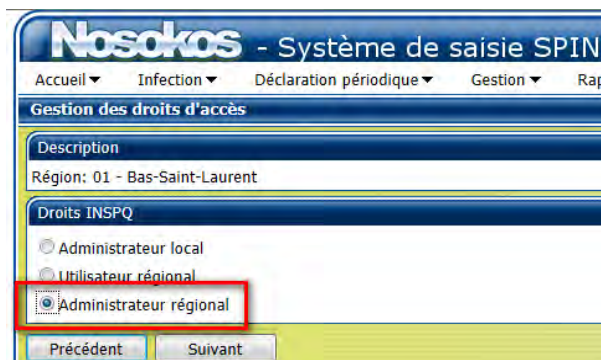 Nosokos - Système de saisie SPIN
Accueil Infection Déclaration périodique Gestion Rap
Gestion des droits d'accès
Description
Région: 01 - Bas-Saint-Laurent
Droits INSPQ
Administrateur local
Utilisateur régional
Administrateur régional
Précédent Suivant